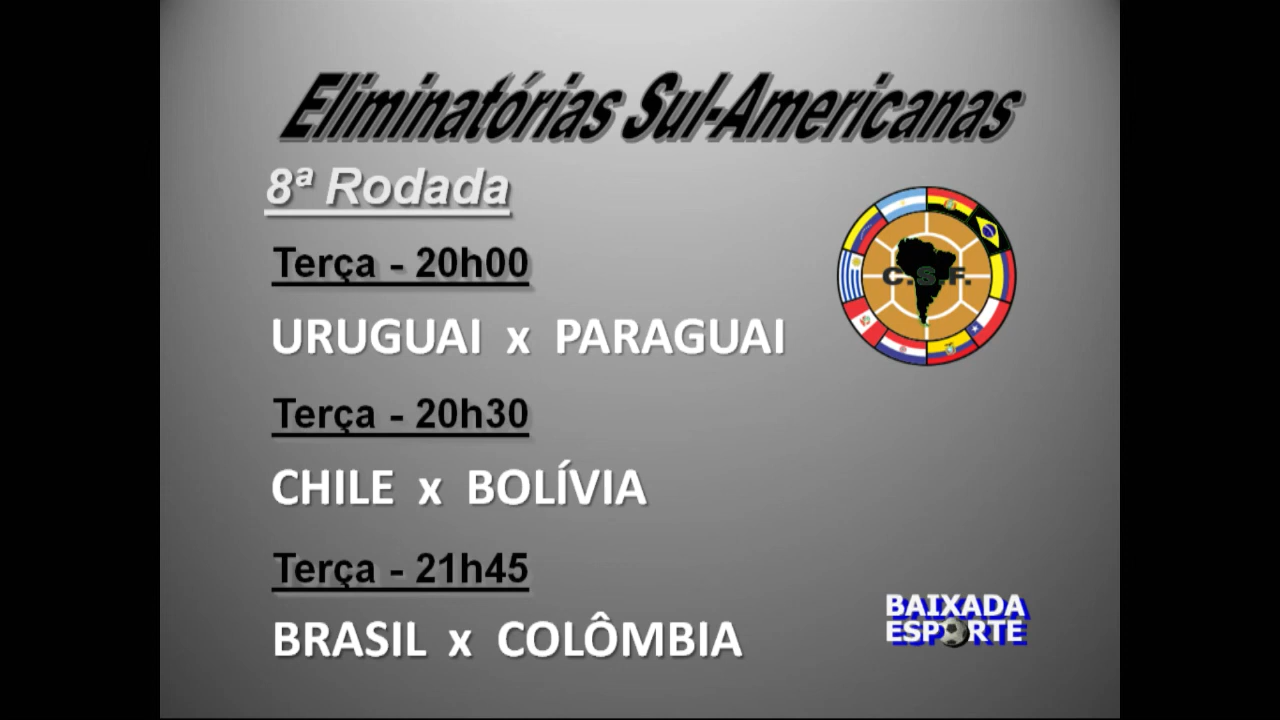 Eliminatórias Sul-Americanas
8ª Rodada
Terça - 20h00
C.S.F.
URUGUAI x PARAGUAI
Terça - 20h30
CHILE x BOLÍVIA
Terça - 21h45
BRASIL x COLÔMBIA
BAIXADA
ESPORTE